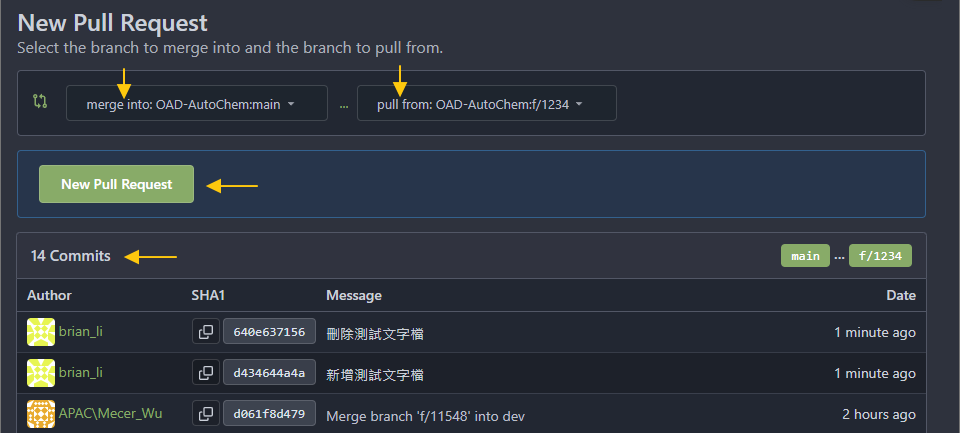 New Pull Request
Select the branch to merge into and the branch to pull from.
merge into: OAD-AutoChem:main ... pull from: OAD-AutoChem:f/1234
New Pull Request
14 Commits main ... f/1234
Author SHA1 Message Date
brian_li 640e637156 刪除測試文字檔 1 minute ago
brian_li d434644a4a 新增測試文字檔 1 minute ago
APAC\Mecer_Wu d061f8d479 Merge branch 'f/11548' into dev 2 hours ago